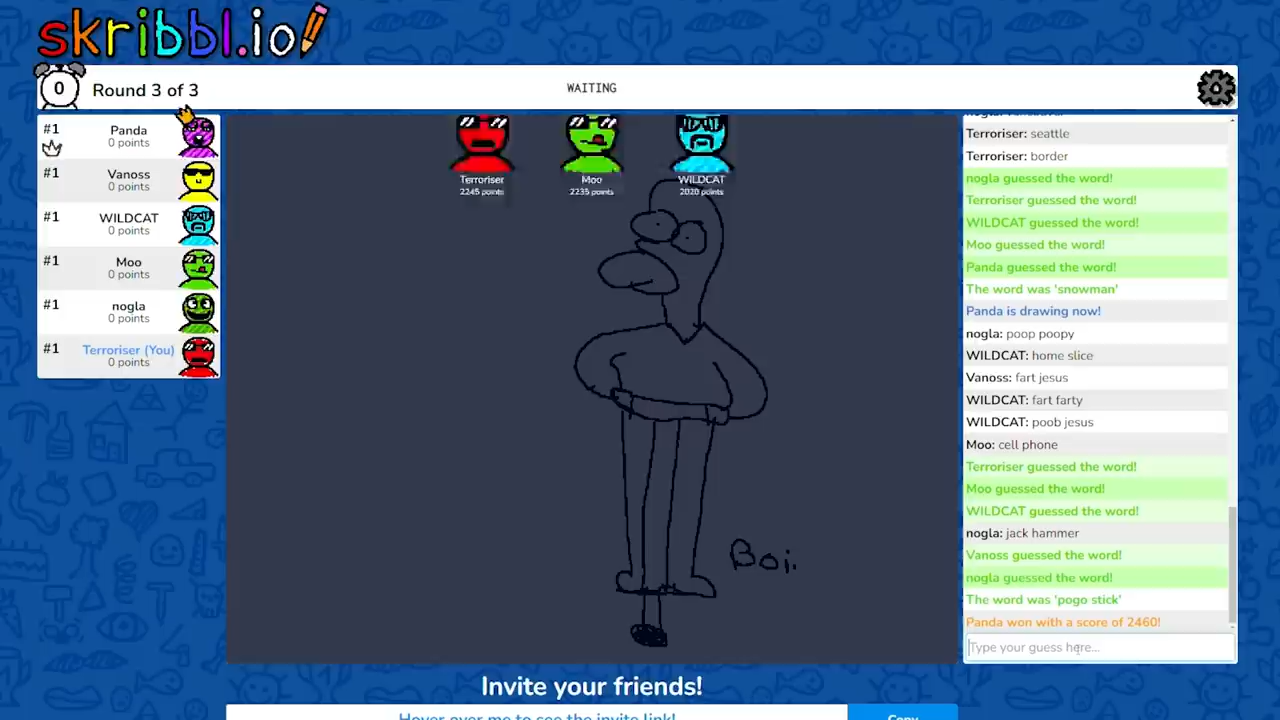 skribbl.io
0
Round 3 of 3
WAITING
#1 Panda
0 points
#1 Vanoss
0 points
#1 WILDCAT
0 points
#1 Moo
0 points
#1 nogla
0 points
#1 Terroriser (You)
0 points
Terroriser
2245 points
Moo
2235 points
WILDCAT
2020 points
Boi.
Terroriser: seattle
Terroriser: border
nogla guessed the word!
Terroriser guessed the word!
WILDCAT guessed the word!
Moo guessed the word!
Panda guessed the word!
The word was 'snowman'
Panda is drawing now!
nogla: poop poopy
WILDCAT: home slice
Vanoss: fart jesus
WILDCAT: fart farty
WILDCAT: poob jesus
Moo: cell phone
Terroriser guessed the word!
Moo guessed the word!
WILDCAT guessed the word!
nogla: jack hammer
Vanoss guessed the word!
nogla guessed the word!
The word was 'pogo stick'
Panda won with a score of 2460!
Type your guess here...
Invite your friends!
Hover over me to see the invite link!
Copy